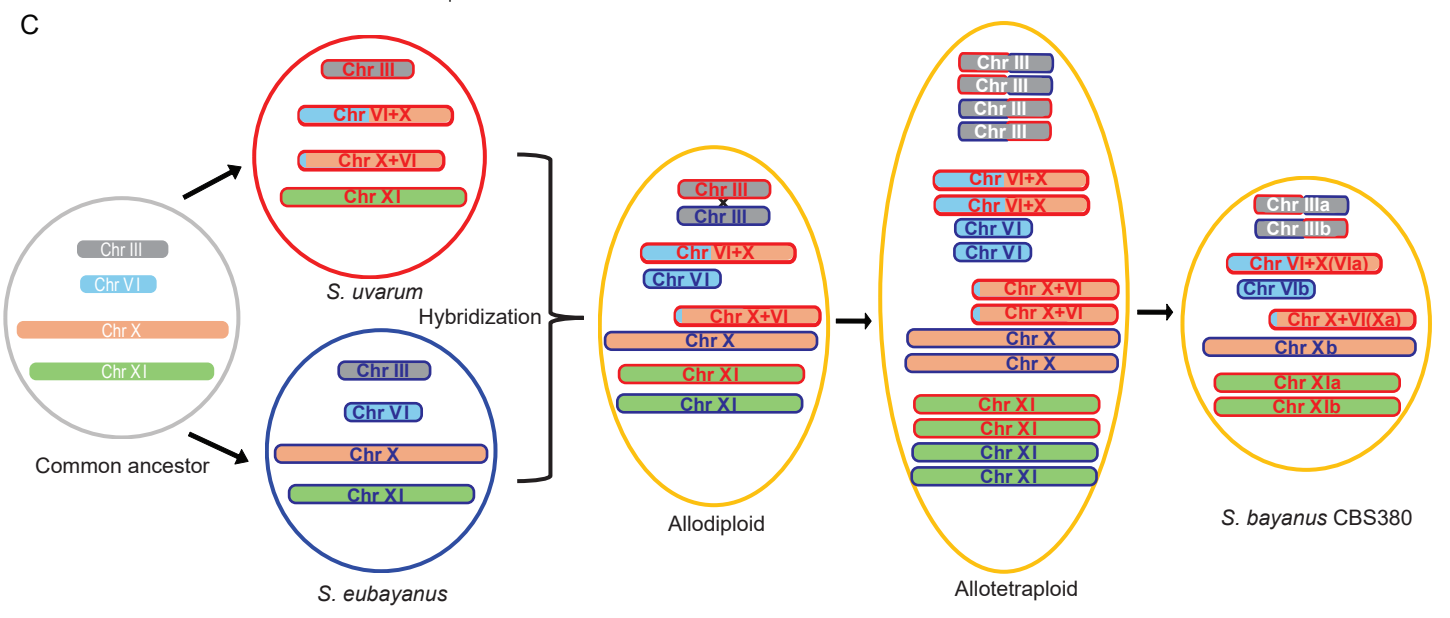 C
Chr III
Chr VI
Chr X
Chr XI
Common ancestor
Chr III
Chr VI+X
Chr X+VI
Chr XI
S. uvarum
Chr III
Chr VI
Chr X
Chr XI
S. eubayanus
Hybridization
Chr III
x
Chr III
Chr VI+X
Chr VI
Chr X+VI
Chr X
Chr XI
Chr XI
Allodiploid
Chr III
Chr III
Chr III
Chr III
Chr VI+X
Chr VI+X
Chr VI
Chr VI
Chr X+VI
Chr X+VI
Chr X
Chr X
Chr XI
Chr XI
Chr XI
Chr XI
Allotetraploid
Chr IIIa
Chr IIIb
Chr VI+X(VIa)
Chr VIb
Chr X+VI(Xa)
Chr Xb
Chr XIa
Chr XIb
S. bayanus CBS380